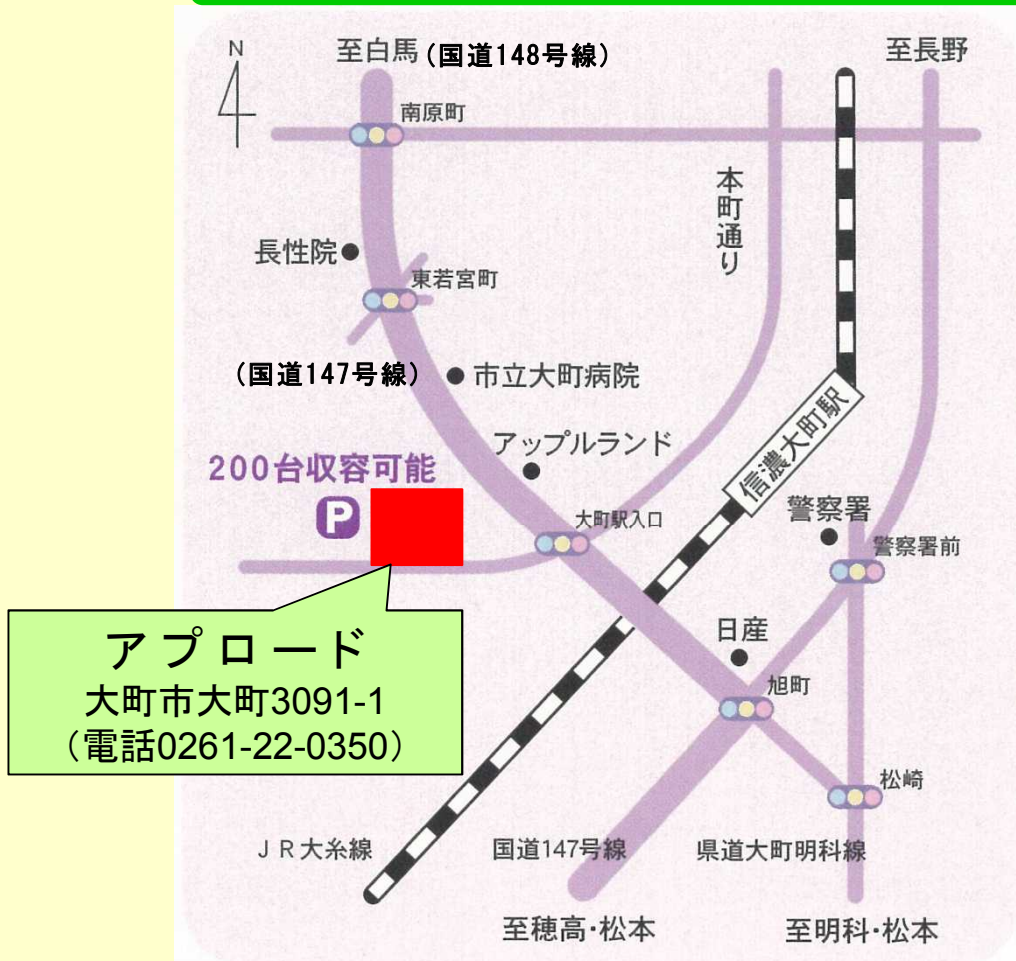 N
至白馬
(国道148号線)
至長野
南原町
本町通り
長性院
東若宮町
(国道147号線)
市立大町病院
アップルランド
信濃大町駅
200台収容可能
P
大町駅入口
警察署
警察署前
アプロード
大町市大町3091-1
（電話0261-22-0350）
日産
旭町
松崎
ＪＲ大糸線
国道147号線
県道大町明科線
至穂高・松本
至明科・松本